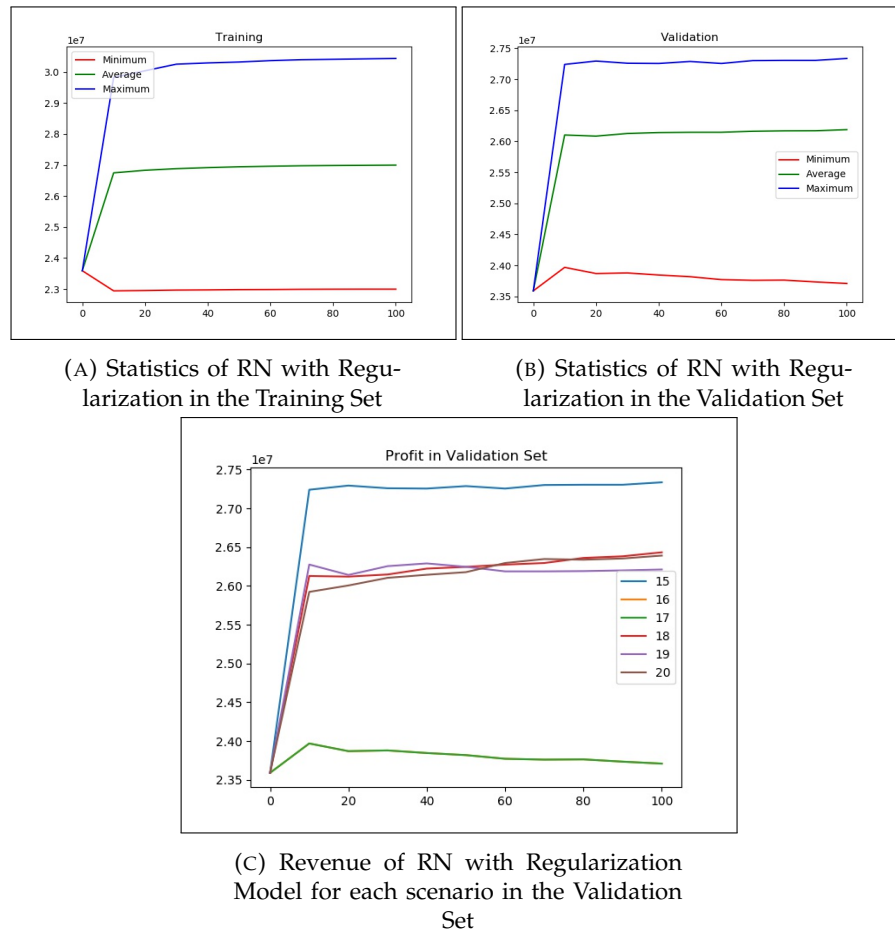 Training
1e7
Minimum
Average
Maximum
3.0
2.9
2.8
2.7
2.6
2.5
2.4
2.3
0 20 40 60 80 100
Validation
1e7
2.75
2.70
2.65
2.60
2.55
2.50
2.45
2.40
2.35
Minimum
Average
Maximum
0 20 40 60 80 100
(A) Statistics of RN with Regu-
larization in the Training Set
(B) Statistics of RN with Regu-
larization in the Validation Set
Profit in Validation Set
1e7
2.75
2.70
2.65
2.60
2.55
2.50
2.45
2.40
2.35
15
16
17
18
19
20
0 20 40 60 80 100
(C) Revenue of RN with Regularization
Model for each scenario in the Validation
Set